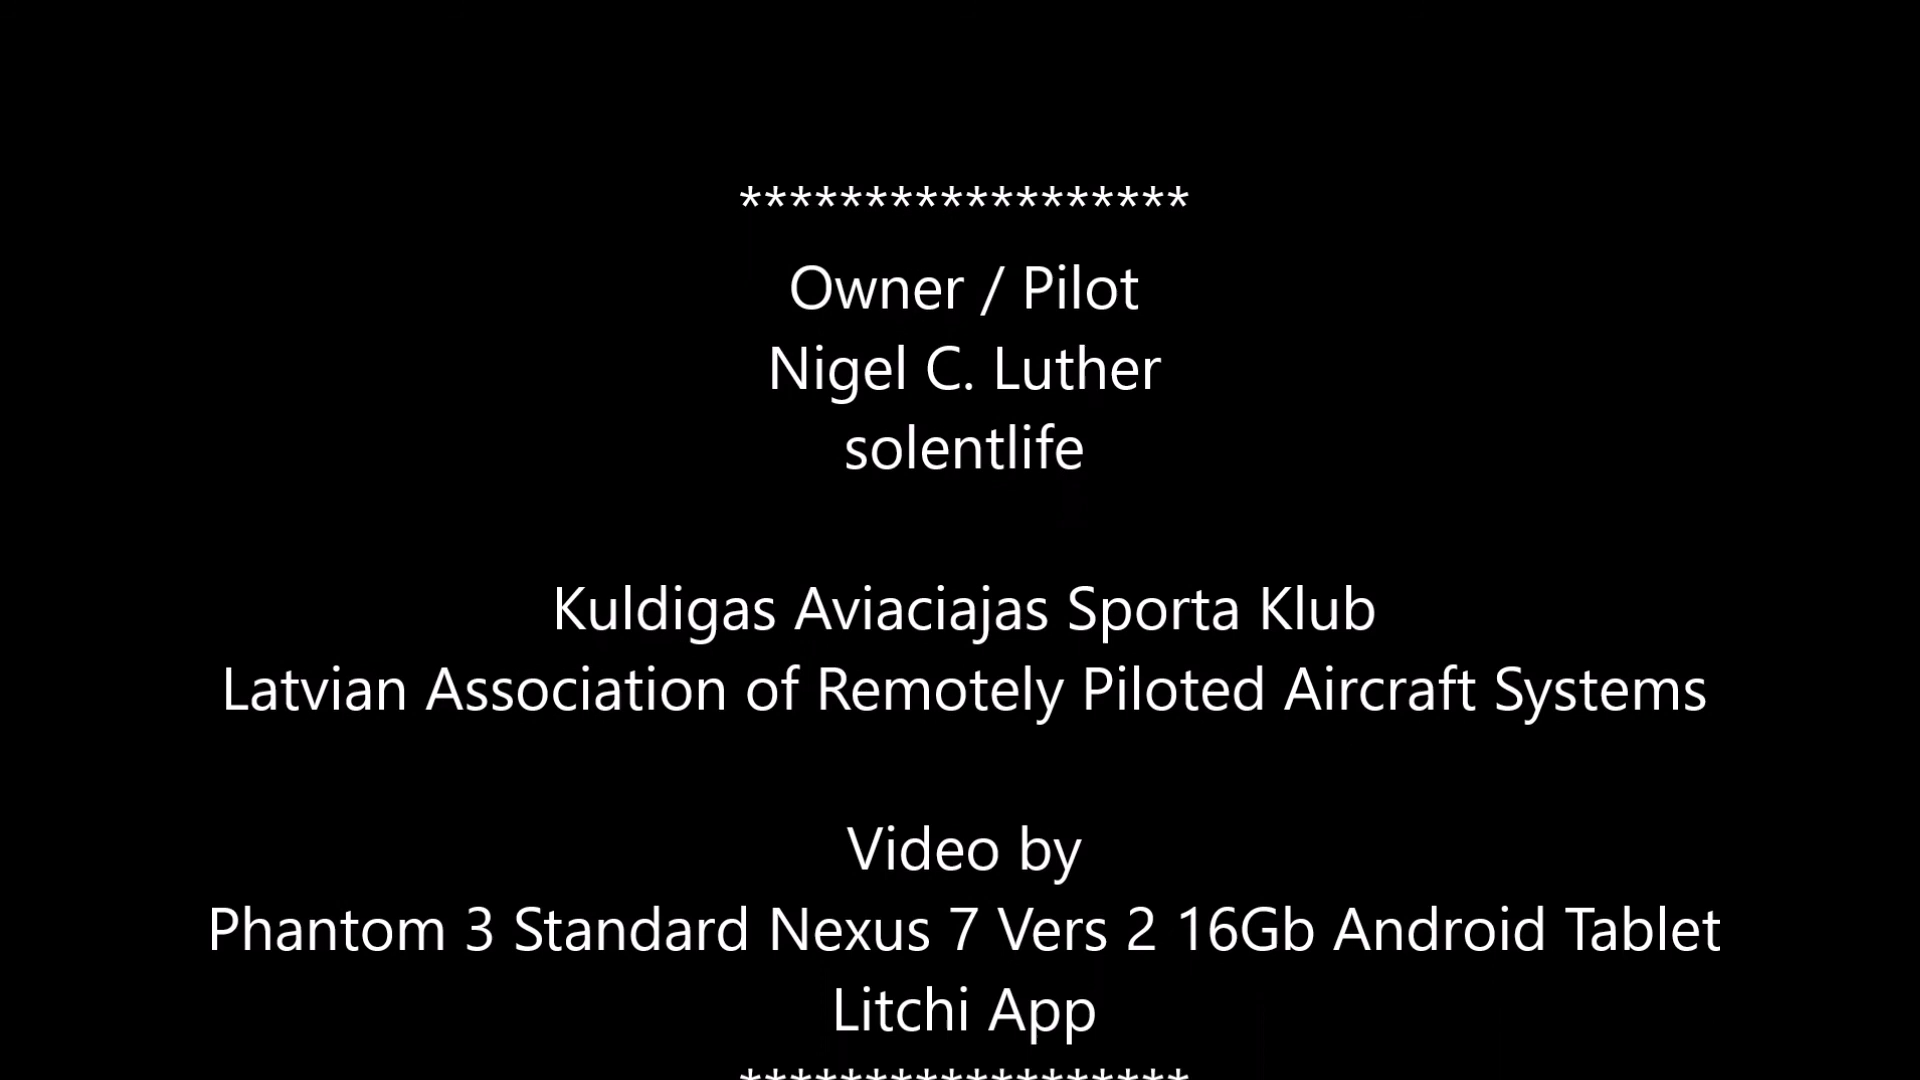 ******************
Owner / Pilot
Nigel C. Luther
solentlife
Kuldigas Aviaciajas Sporta Klub
Latvian Association of Remotely Piloted Aircraft Systems
Video by
Phantom 3 Standard Nexus 7 Vers 2 16Gb Android Tablet
Litchi App
******************